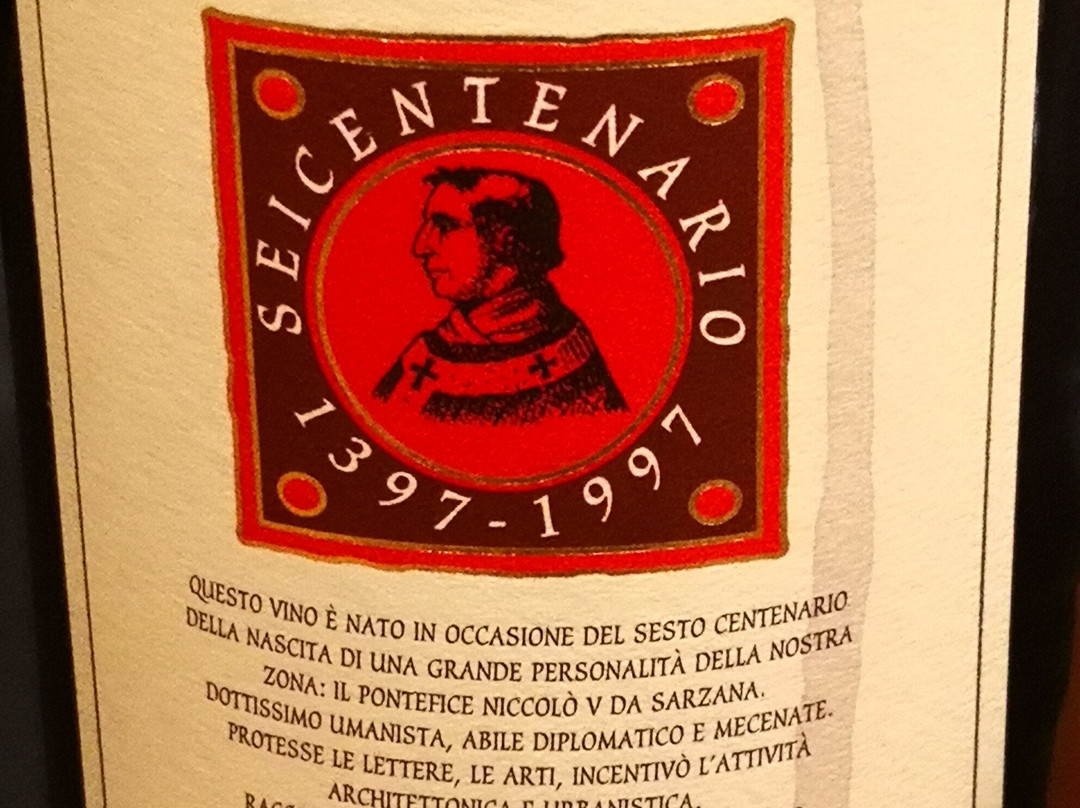 SEICENTENARIO
1397-1997
QUESTO VINO È NATO IN OCCASIONE DEL SESTO CENTENARIO
DELLA NASCITA DI UNA GRANDE PERSONALITÀ DELLA NOSTRA
ZONA: IL PONTEFICE NICCOLÒ V DA SARZANA.
DOTTISSIMO UMANISTA, ABILE DIPLOMATICO E MECENATE.
PROTESSE LE LETTERE, LE ARTI, INCENTIVÒ L'ATTIVITÀ
ARCHITETTONICA E URBANISTICA.